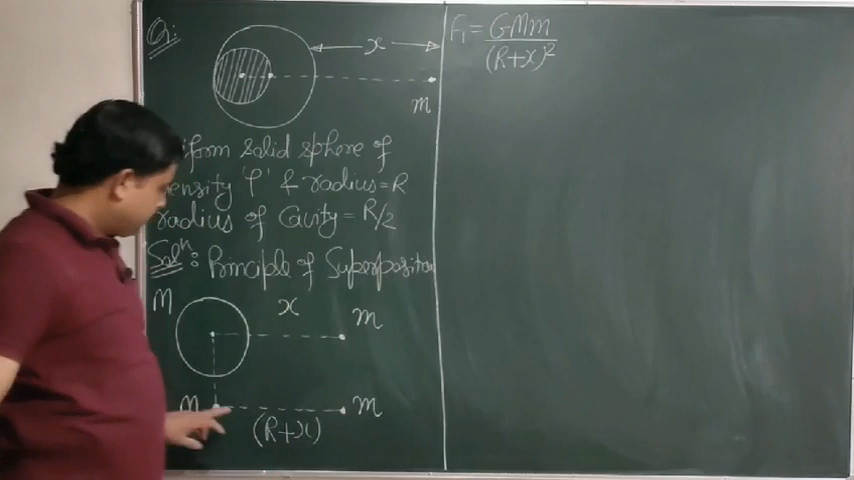 Q:
x
m
iform solid sphere of
ensity 'ρ' & radius = R
radius of Cavity = R/2
Solⁿ: Principle of Superposition
M
x
m
M
m
(R+x)
F₁ = GMm
(R+x)²